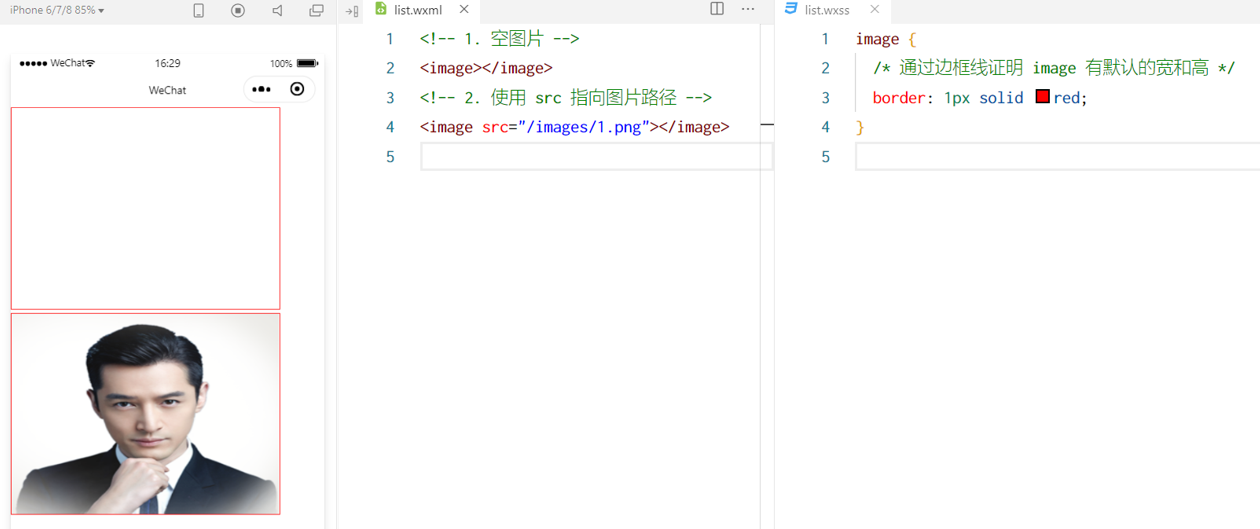 iPhone 6/7/8 85%
WeChat
16:29
100%
WeChat
list.wxml
1 <!-- 1. 空图片 -->
2 <image></image>
3 <!-- 2. 使用 src 指向图片路径 -->
4 <image src="/images/1.png"></image>
5
list.wxss
1 image {
2 /* 通过边框线证明 image 有默认的宽和高 */
3 border: 1px solid red;
4 }
5